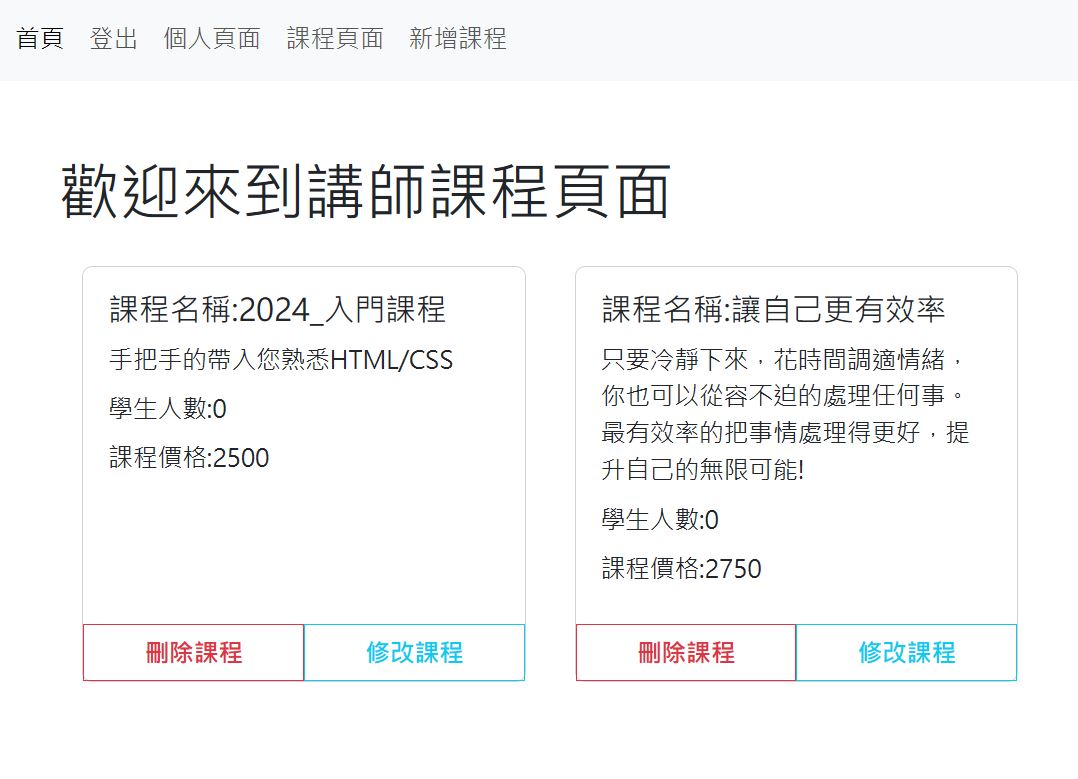 首頁 登出 個人頁面 課程頁面 新增課程
歡迎來到講師課程頁面
課程名稱:2024_入門課程
手把手的帶入您熟悉HTML/CSS
學生人數:0
課程價格:2500
刪除課程 修改課程
課程名稱:讓自己更有效率
只要冷靜下來，花時間調適情緒，
你也可以從容不迫的處理任何事。
最有效率的把事情處理得更好，提
升自己的無限可能!
學生人數:0
課程價格:2750
刪除課程 修改課程